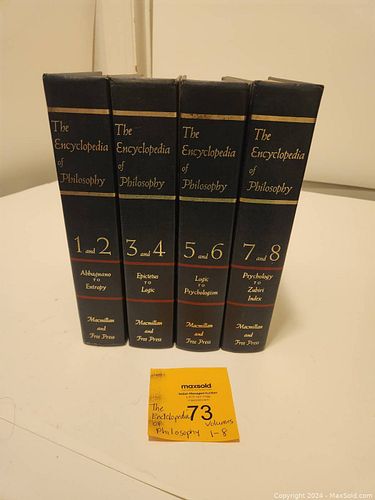 The
Encyclopedia
of
Philosophy
1 and 2
Abbagnano
TO
Entropy
Macmillan
and
Free Press
The
Encyclopedia
of
Philosophy
3 and 4
Epictetus
TO
Logic
Macmillan
and
Free Press
The
Encyclopedia
of
Philosophy
5 and 6
Logic
TO
Psychologism
Macmillan
and
Free Press
The
Encyclopedia
of
Philosophy
7 and 8
Psychology
TO
Zubiri
Index
Macmillan
and
Free Press
maxsold
73
The
Enclclopedia
of
Philosophy
Volumes
1-8
Copyright 2024 - MaxSold.com